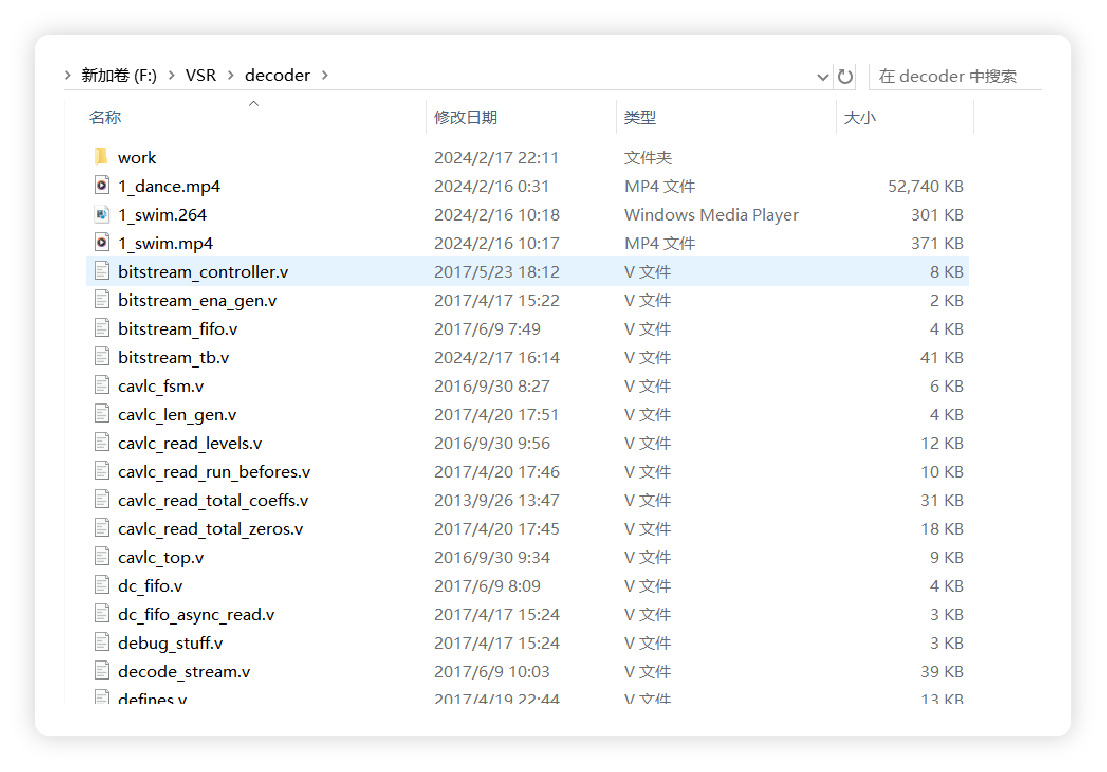 新加卷 (F:) VSR decoder 在 decoder 中搜索
名称 修改日期 类型 大小
work 2024/2/17 22:11 文件夹
1_dance.mp4 2024/2/16 0:31 MP4 文件 52,740 KB
1_swim.264 2024/2/16 10:18 Windows Media Player 301 KB
1_swim.mp4 2024/2/16 10:17 MP4 文件 371 KB
bitstream_controller.v 2017/5/23 18:12 V 文件 8 KB
bitstream_ena_gen.v 2017/4/17 15:22 V 文件 2 KB
bitstream_fifo.v 2017/6/9 7:49 V 文件 4 KB
bitstream_tb.v 2024/2/17 16:14 V 文件 41 KB
cavlc_fsm.v 2016/9/30 8:27 V 文件 6 KB
cavlc_len_gen.v 2017/4/20 17:51 V 文件 4 KB
cavlc_read_levels.v 2016/9/30 9:56 V 文件 12 KB
cavlc_read_run_befores.v 2017/4/20 17:46 V 文件 10 KB
cavlc_read_total_coeffs.v 2013/9/26 13:47 V 文件 31 KB
cavlc_read_total_zeros.v 2017/4/20 17:45 V 文件 18 KB
cavlc_top.v 2016/9/30 9:34 V 文件 9 KB
dc_fifo.v 2017/6/9 8:09 V 文件 4 KB
dc_fifo_async_read.v 2017/4/17 15:24 V 文件 3 KB
debug_stuff.v 2017/4/17 15:24 V 文件 3 KB
decode_stream.v 2017/6/9 10:03 V 文件 39 KB
defines.v 2017/4/19 22:44 V 文件 13 KB